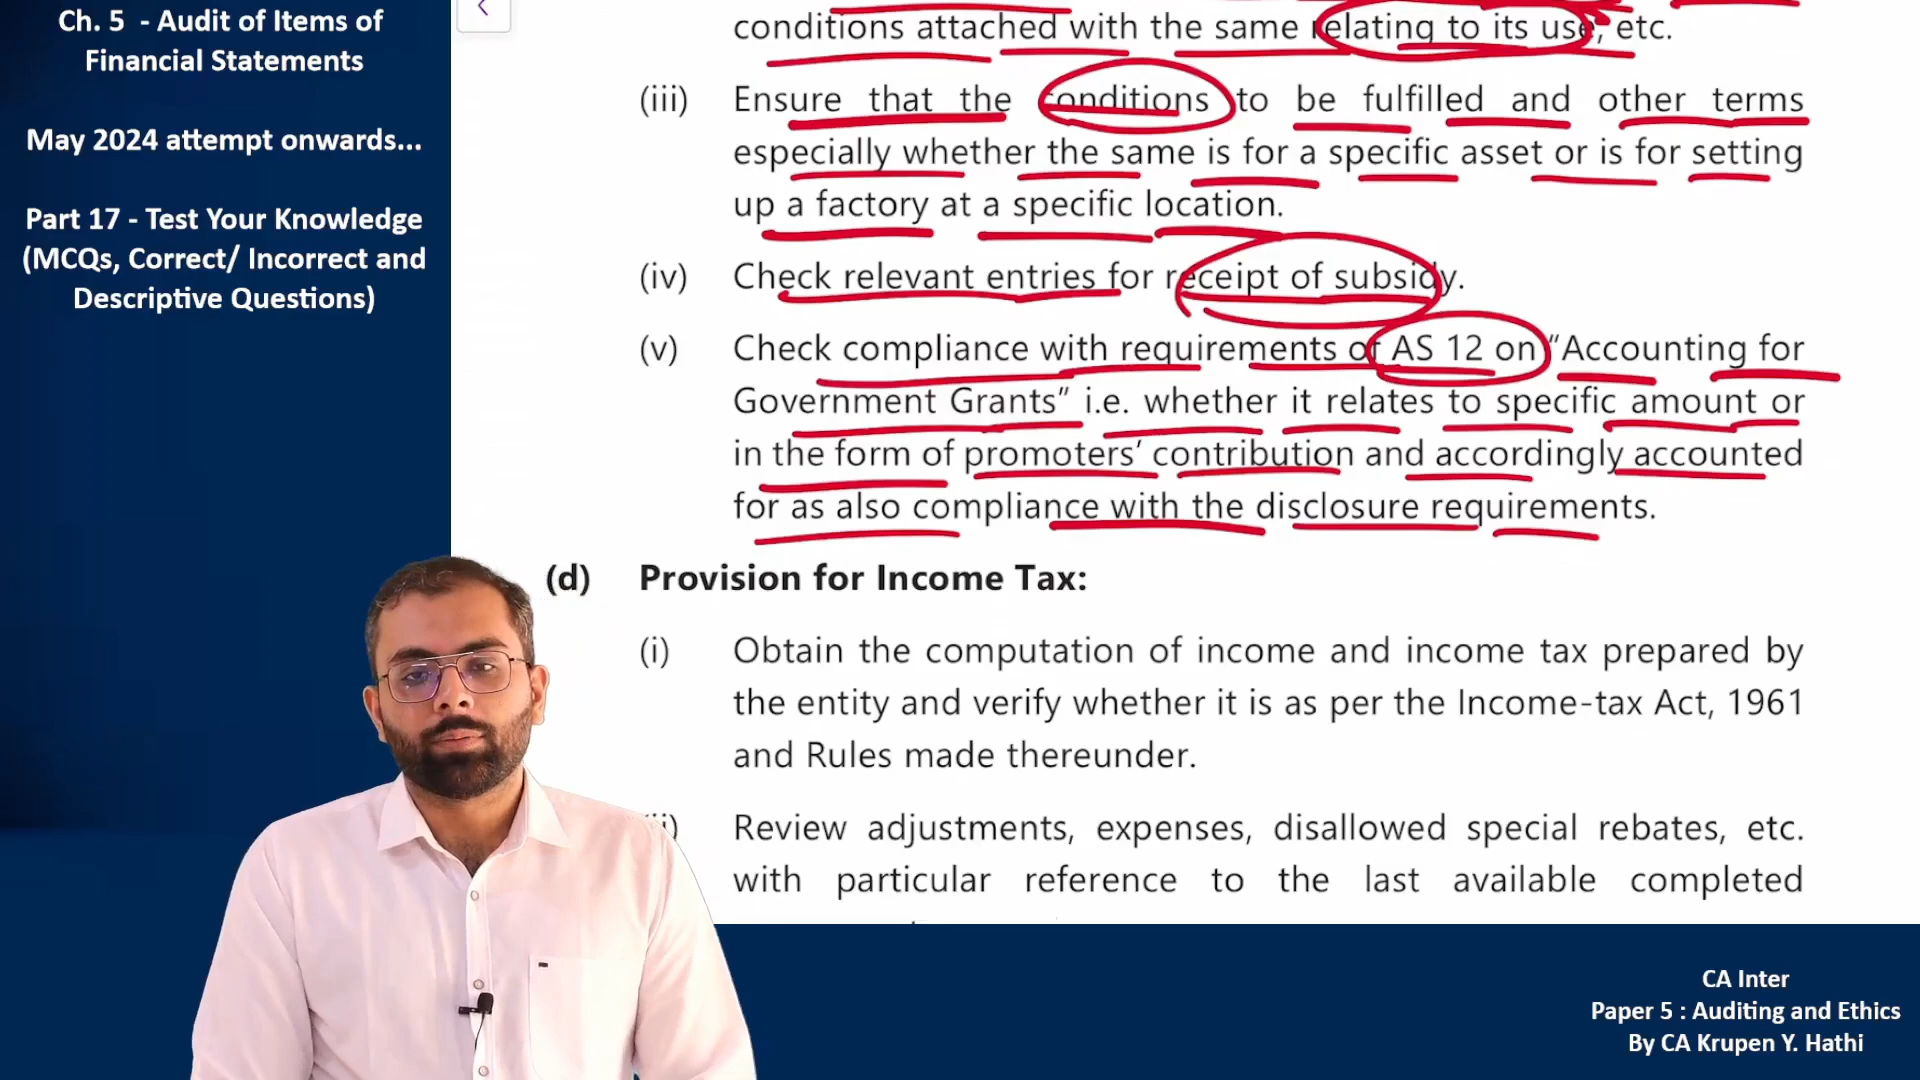 Ch. 5 - Audit of Items of
Financial Statements
May 2024 attempt onwards...
Part 17 - Test Your Knowledge
(MCQs, Correct/ Incorrect and
Descriptive Questions)
conditions attached with the same relating to its use, etc.
(iii) Ensure that the conditions to be fulfilled and other terms
especially whether the same is for a specific asset or is for setting
up a factory at a specific location.
(iv) Check relevant entries for receipt of subsidy.
(v) Check compliance with requirements of AS 12 on “Accounting for
Government Grants” i.e. whether it relates to specific amount or
in the form of promoters’ contribution and accordingly accounted
for as also compliance with the disclosure requirements.
(d) Provision for Income Tax:
(i) Obtain the computation of income and income tax prepared by
the entity and verify whether it is as per the Income-tax Act, 1961
and Rules made thereunder.
(ii) Review adjustments, expenses, disallowed special rebates, etc.
with particular reference to the last available completed
CA Inter
Paper 5 : Auditing and Ethics
By CA Krupen Y. Hathi